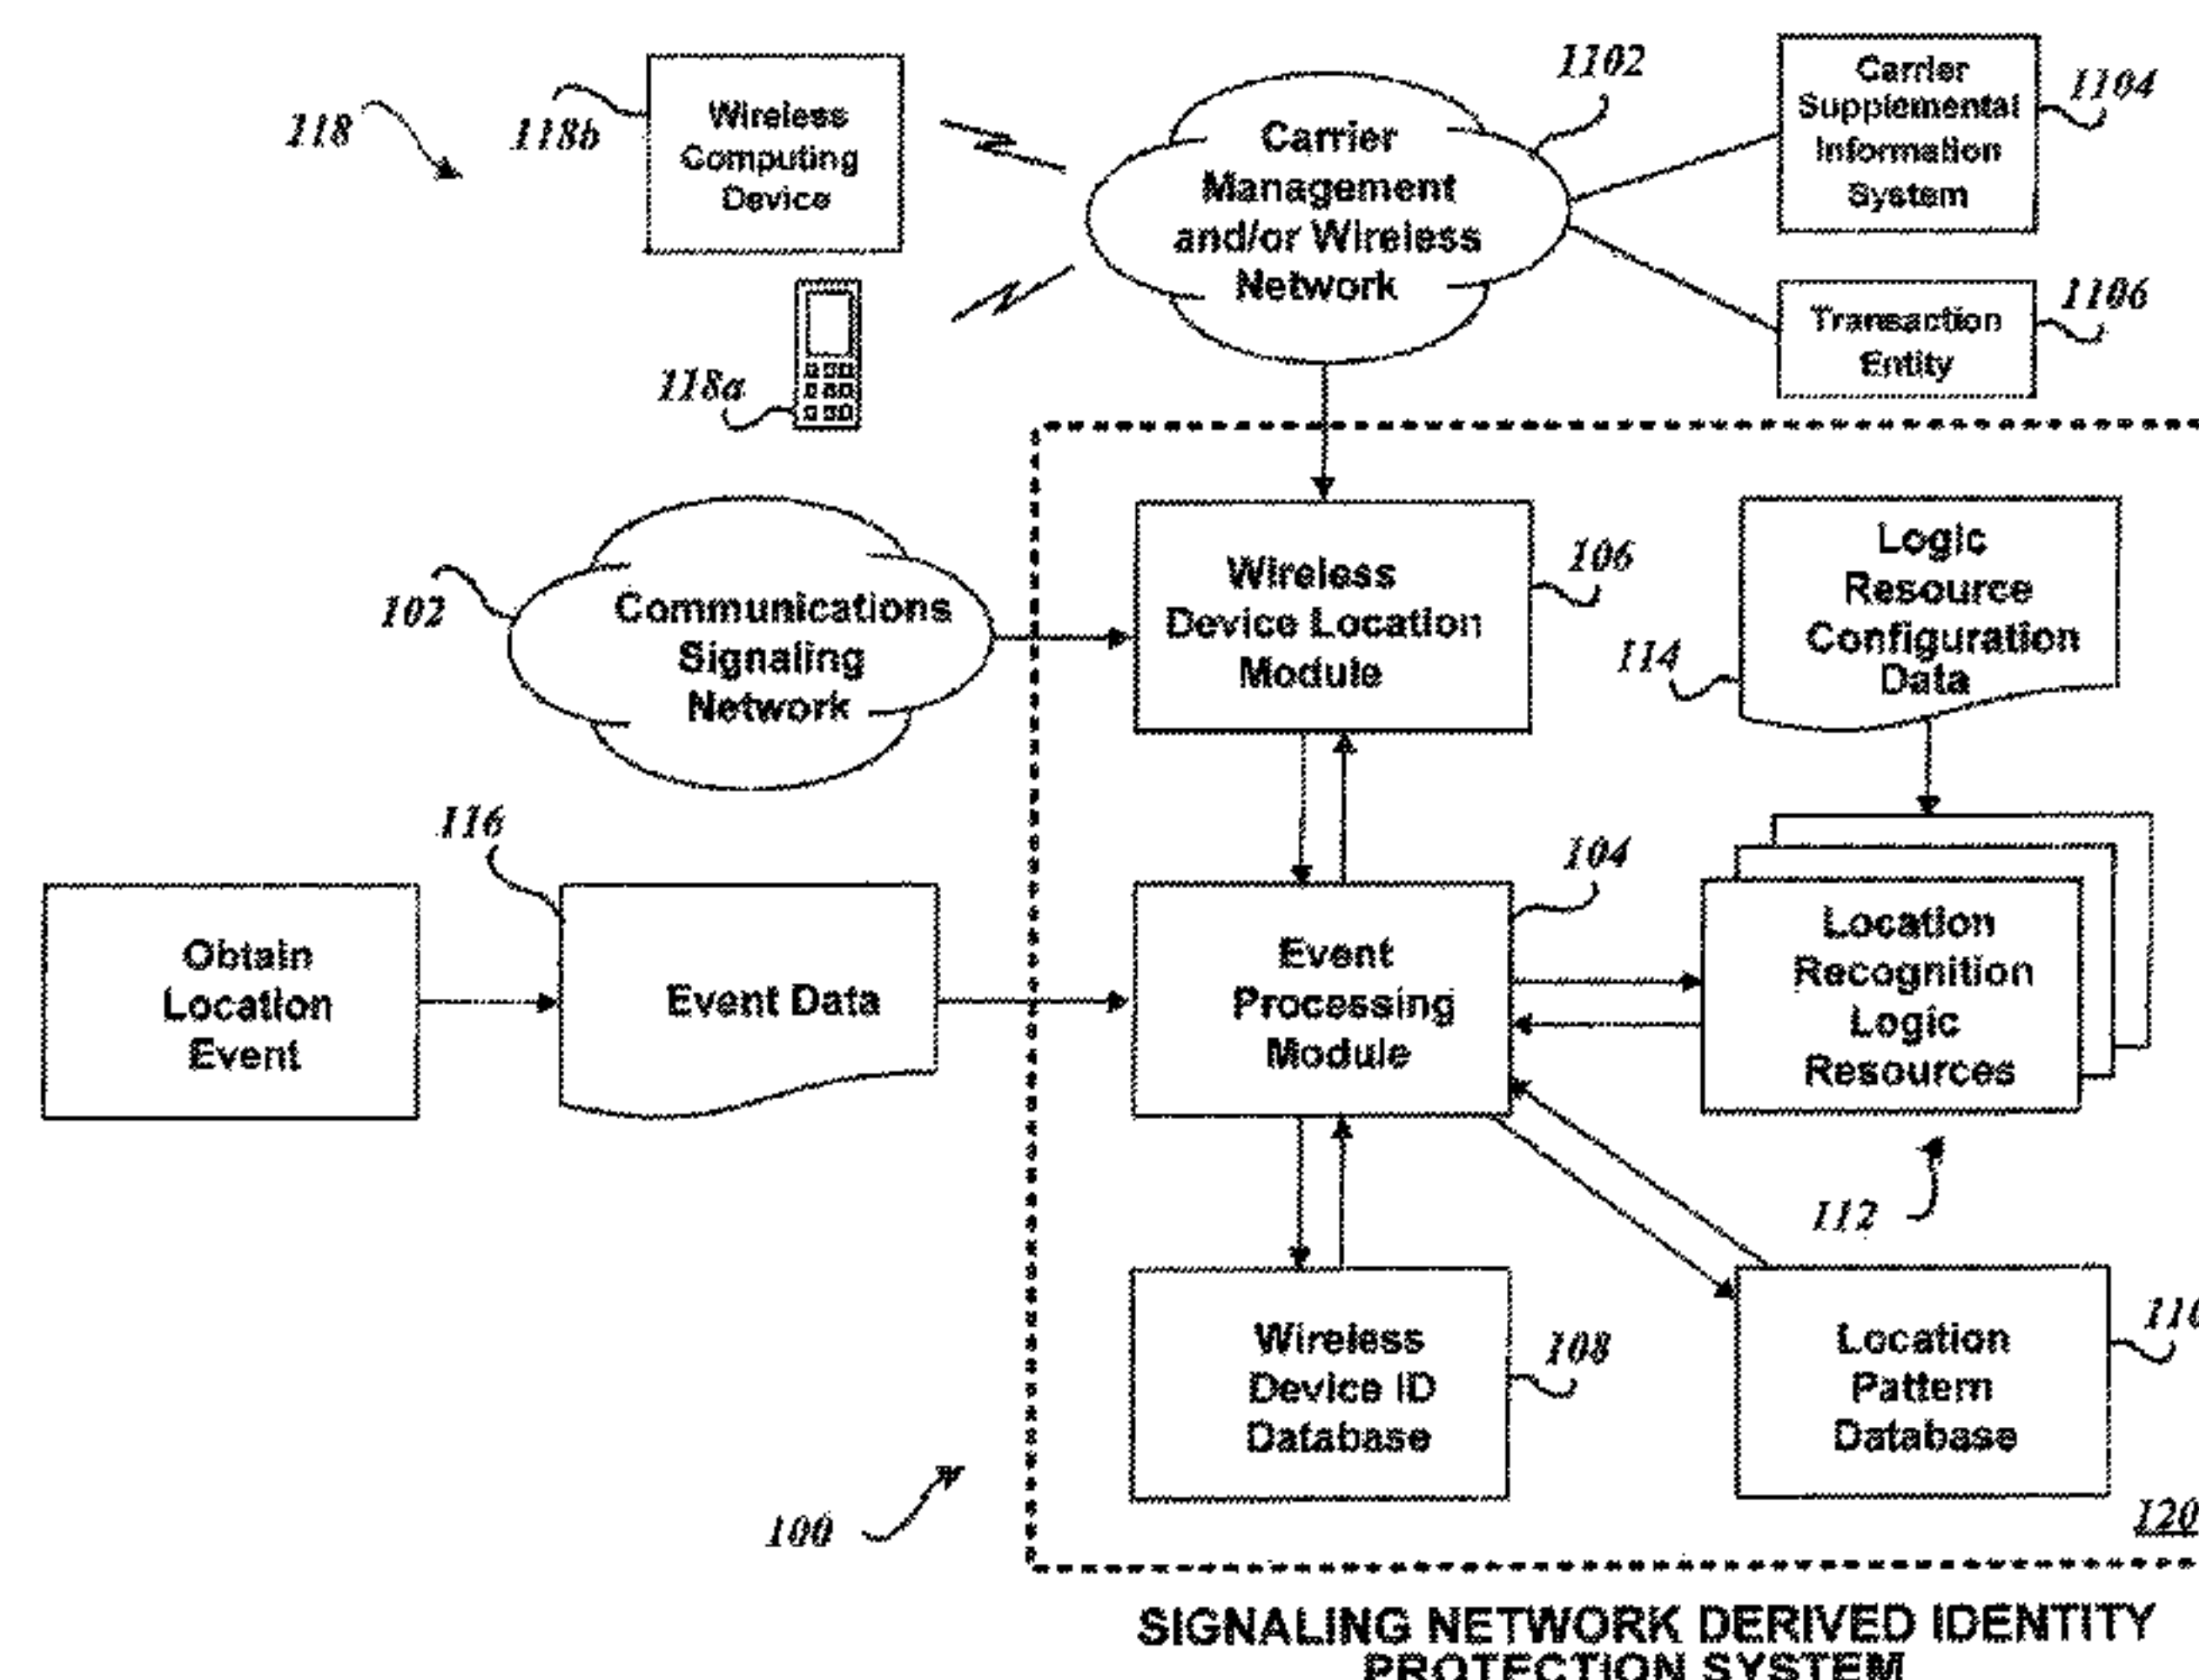 118
118b
Wireless
Computing
Device
118a
1102
Carrier
Management
and/or Wireless
Network
Carrier
Supplemental
Information
System
1104
Transaction
Entity
1106
102
Communications
Signaling
Network
Wireless
Device Location
Module
106
Logic
Resource
Configuration
Data
114
116
Obtain
Location
Event
Event Data
Event
Processing
Module
104
Location
Recognition
Logic
Resources
112
Wireless
Device ID
Database
108
Location
Pattern
Database
100
120
SIGNALING NETWORK DERIVED IDENTITY
PROTECTION SYSTEM